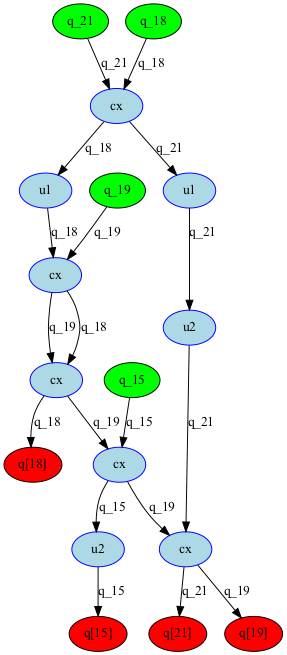 q_21 q_18
q_21 q_18
cx
q_18 q_21
u1 q_19 u1
q_18 q_19 q_21
cx
q_19 q_18 u2
cx q_15
q_18 q_19 q_15 q_21
q[18] cx
q_15 q_19
u2 cx
q_15 q_21 q_19
q[15] q[21] q[19]